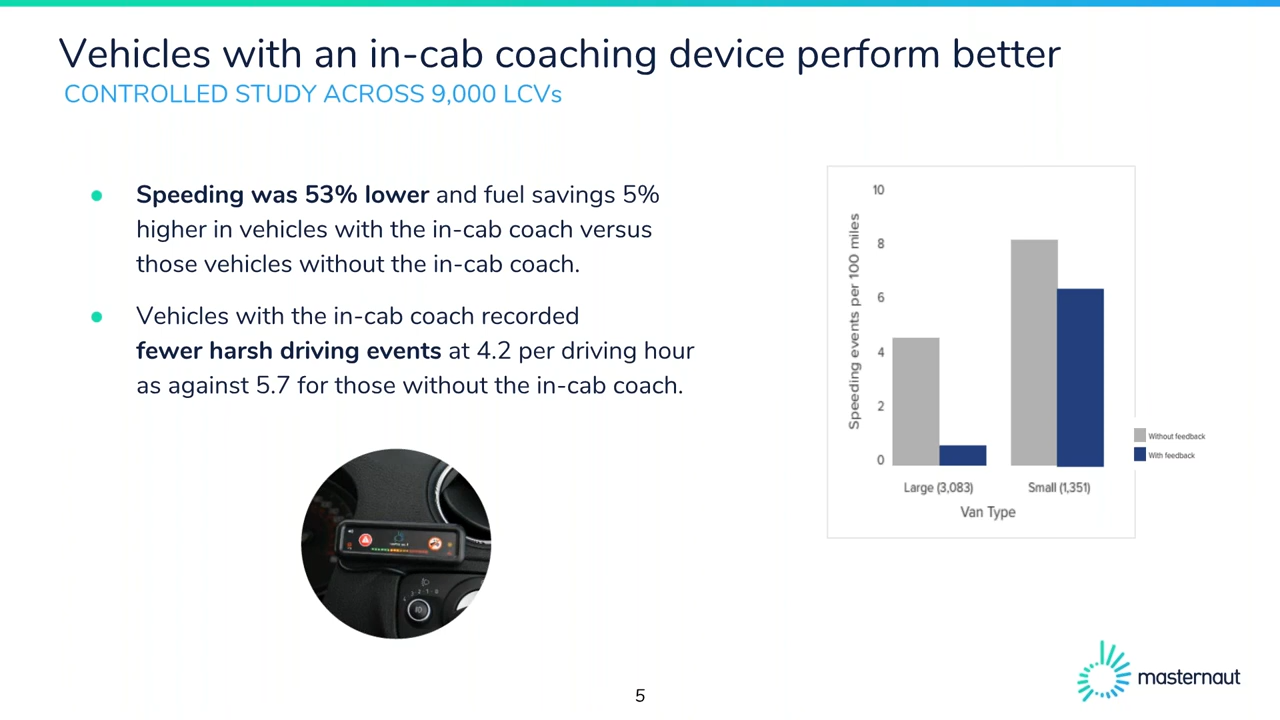 Vehicles with an in-cab coaching device perform better
CONTROLLED STUDY ACROSS 9,000 LCVs
● Speeding was 53% lower and fuel savings 5%
higher in vehicles with the in-cab coach versus
those vehicles without the in-cab coach.
● Vehicles with the in-cab coach recorded
fewer harsh driving events at 4.2 per driving hour
as against 5.7 for those without the in-cab coach.
Speeding events per 100 miles
10
8
6
4
2
0
Large (3,083) Small (1,351)
Van Type
Without feedback
With feedback
masternaut
5